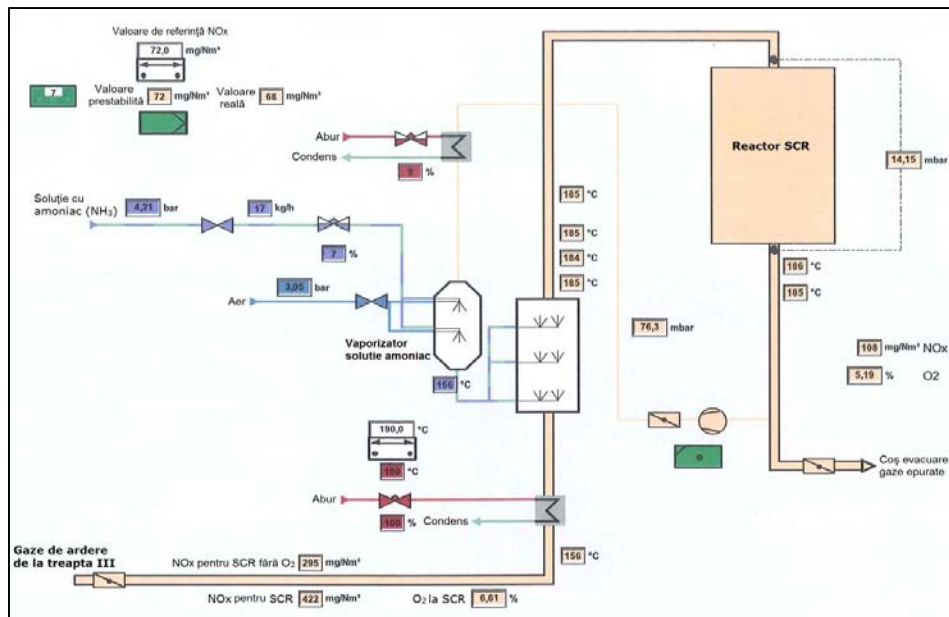 Valoare de referință NOx
72,0 mg/Nm³
7
Valoare prestabilită 72 mg/Nm³
Valoare reală 68 mg/Nm³
Abur
Condens
9 %
Reactor SCR
14,15 mbar
Soluție cu amoniac (NH₃)
4,21 bar
17 kg/h
7 %
185 °C
185 °C
184 °C
185 °C
186 °C
185 °C
Aer
3,05 bar
Vaporizator
solutie amoniac
156 °C
76,3 mbar
108 mg/Nm³ NOx
5,19 % O2
190,0 °C
°C
Abur
100 %
Condens
Coș evacuare
gaze epurate
Gaze de ardere
de la treapta III
NOx pentru SCR fără O₂ 295 mg/Nm³
156 °C
NOx pentru SCR 422 mg/Nm³
O₂ la SCR 6,61 %